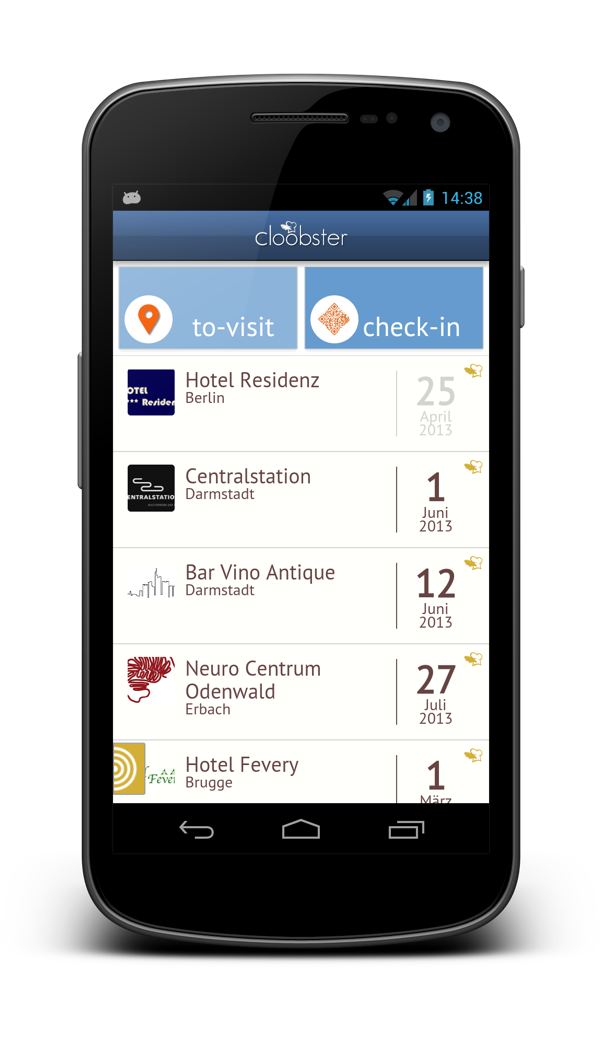 14:38
cloobster
to-visit
check-in
OTEL
*** Residen
Hotel Residenz
Berlin
25
April
2013
ENTRALSTATIO
Centralstation
Darmstadt
1
Juni
2013
Bar Vino Antique
Darmstadt
12
Juni
2013
Neuro Centrum
Odenwald
Erbach
27
Juli
2013
Fever
Hotel Fevery
Brugge
1
März